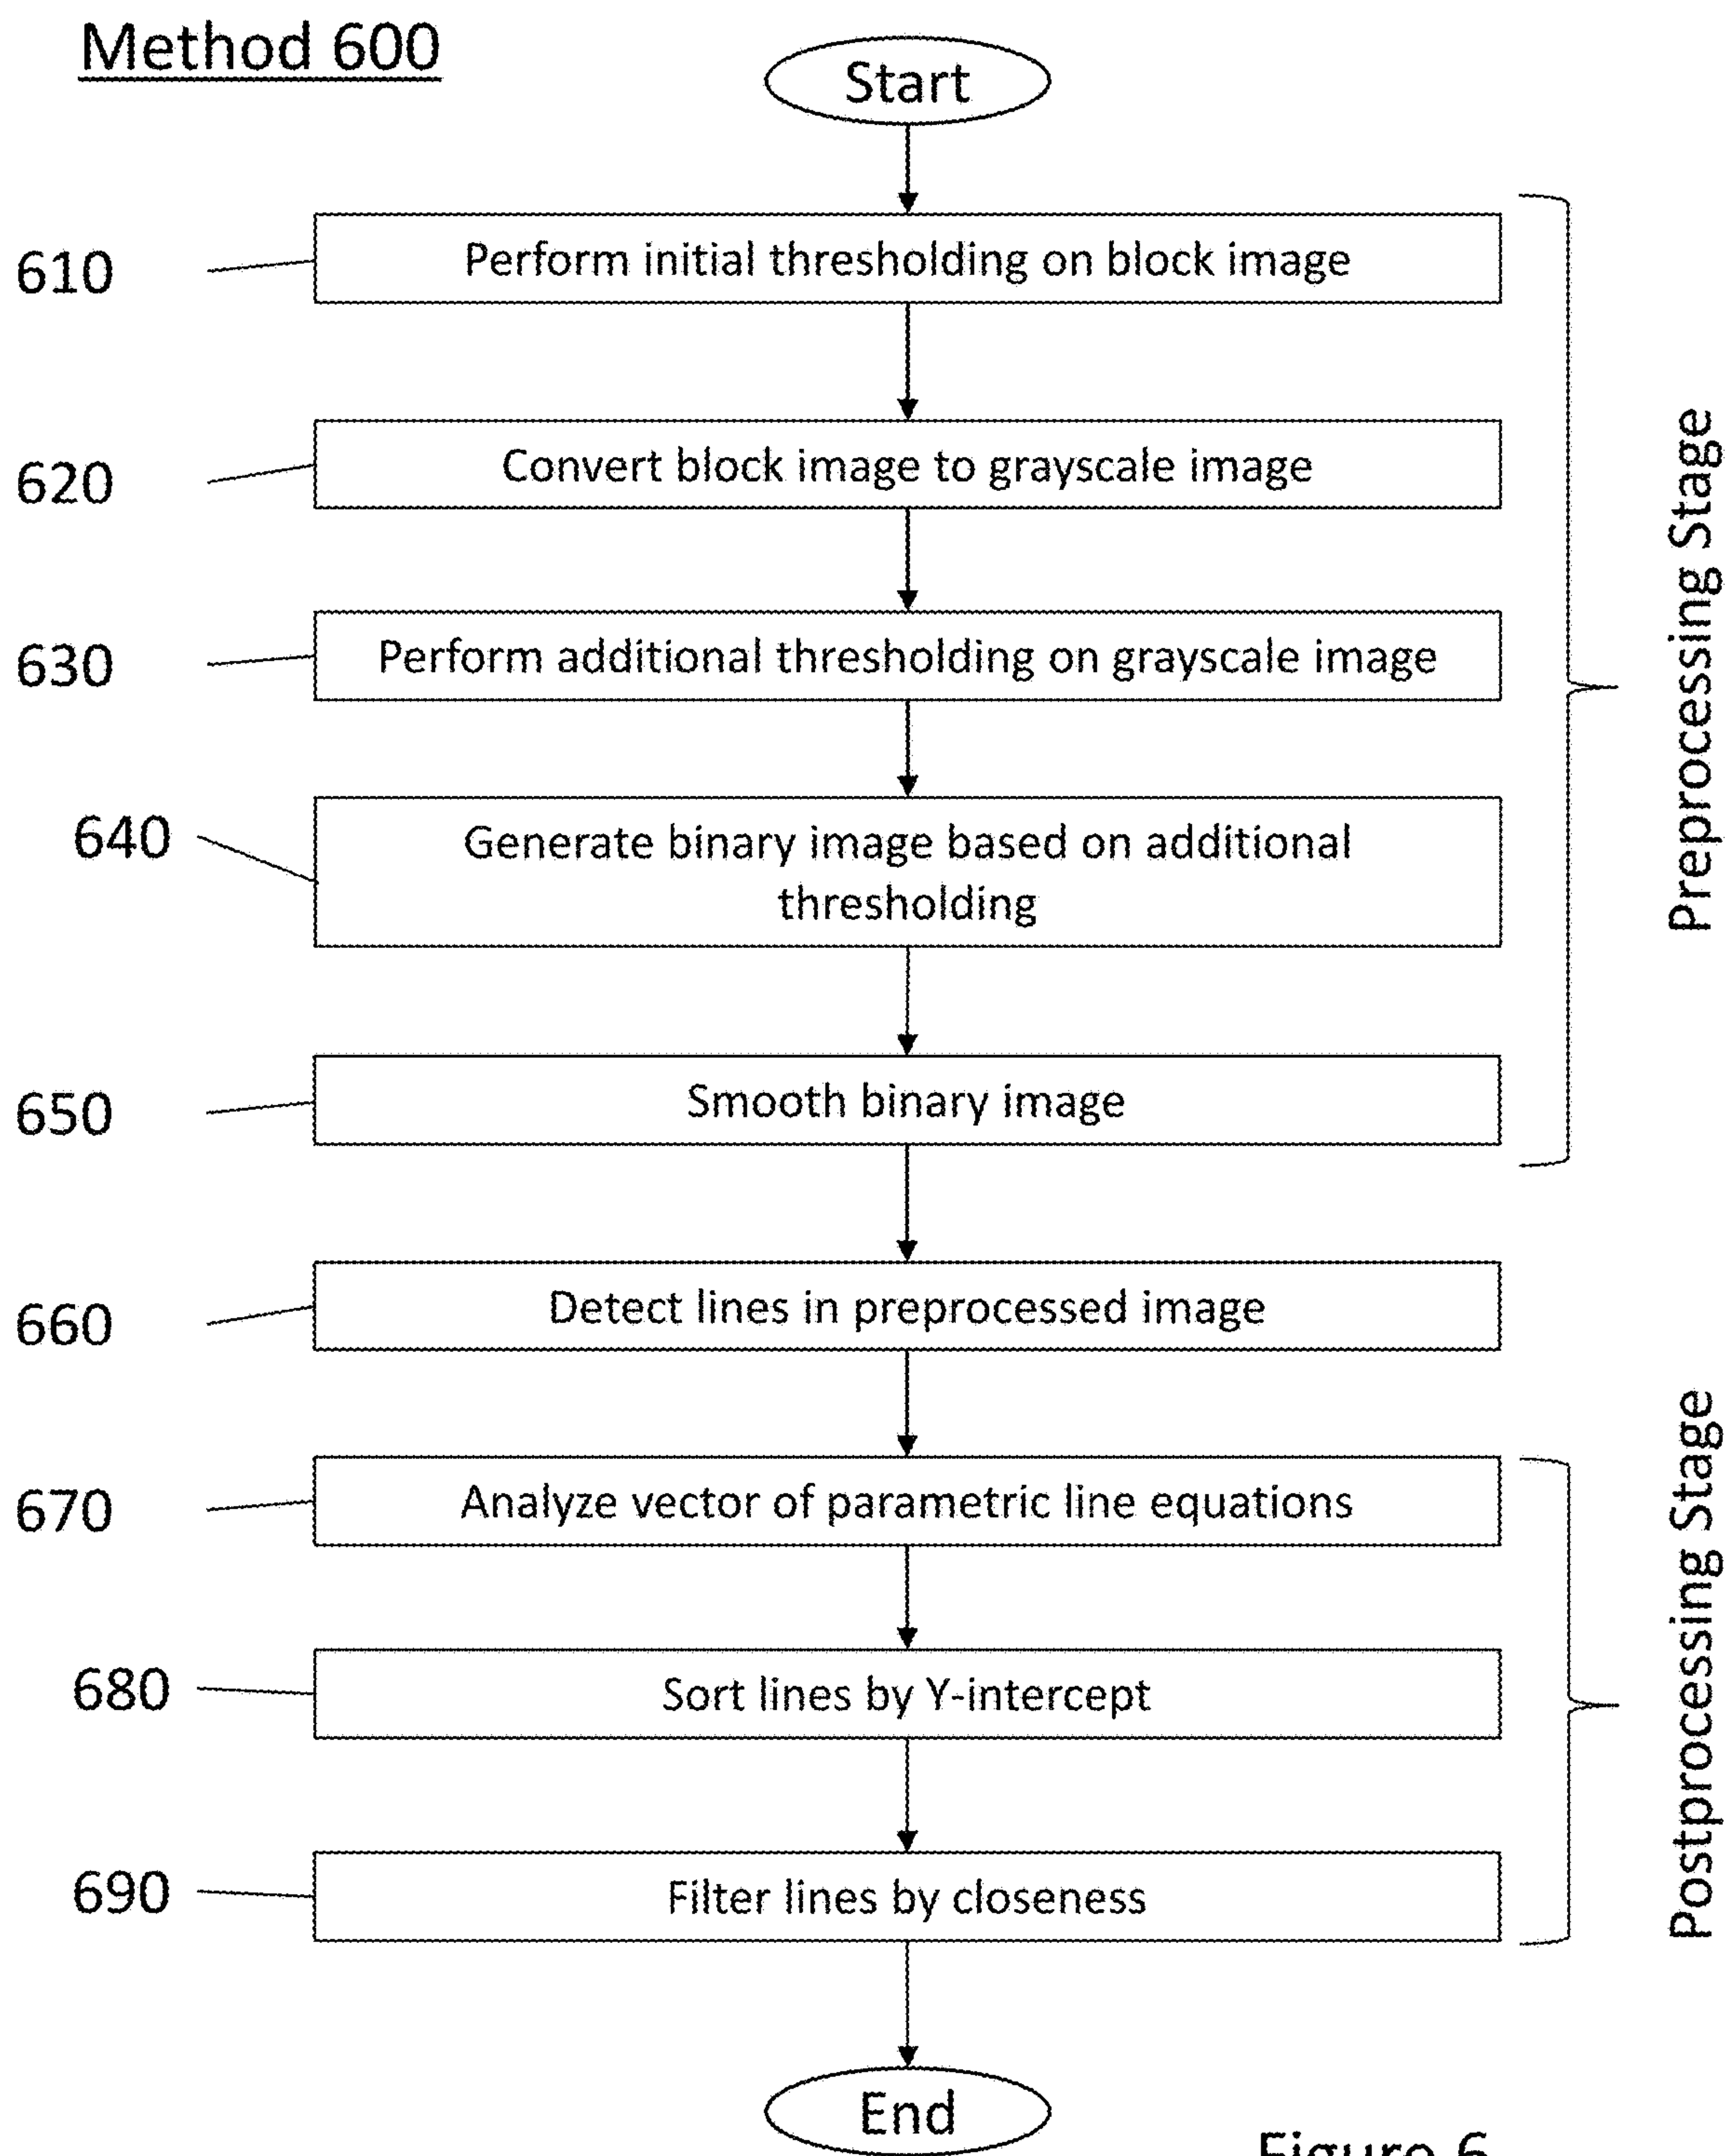 Method 600
Start
610
Perform initial thresholding on block image
620
Convert block image to grayscale image
630
Perform additional thresholding on grayscale image
640
Generate binary image based on additional
thresholding
650
Smooth binary image
Preprocessing Stage
660
Detect lines in preprocessed image
670
Analyze vector of parametric line equations
680
Sort lines by Y-intercept
690
Filter lines by closeness
Postprocessing Stage
End
Figure 6